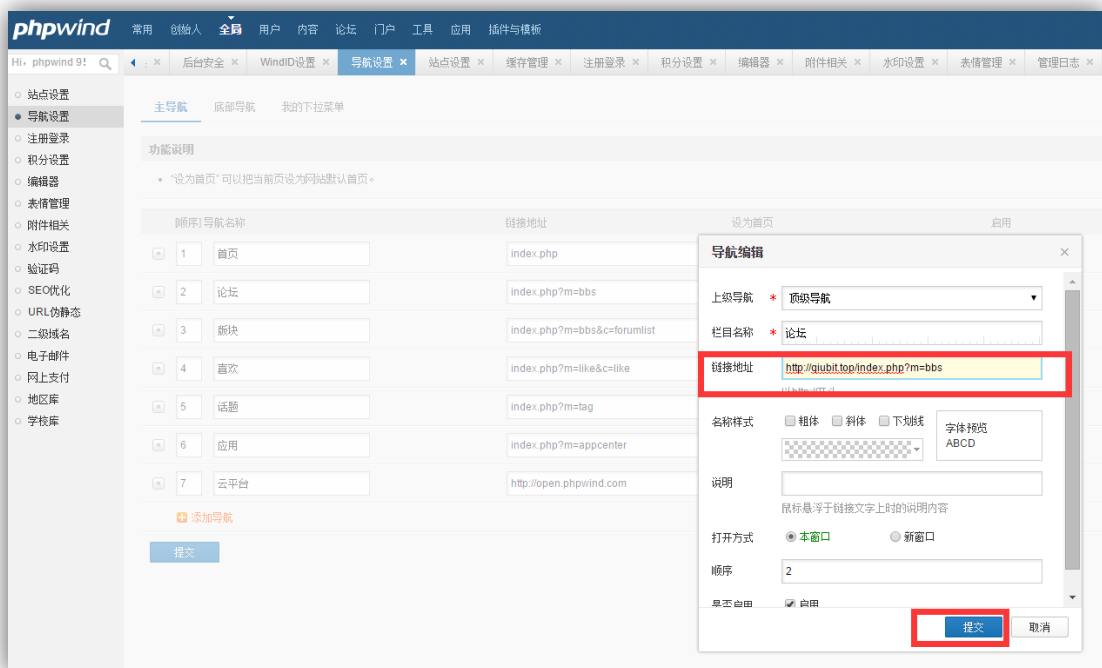 phpwind 常用 创始人 全局 用户 内容 论坛 门户 工具 应用 插件与模板
Hi, phpwind 9! 后台安全 WindID设置 导航设置 站点设置 缓存管理 注册登录 积分设置 编辑器 附件相关 水印设置 表情管理 管理日志
站点设置
导航设置
注册登录
积分设置
编辑器
表情管理
附件相关
水印设置
验证码
SEO优化
URL伪静态
二级域名
电子邮件
网上支付
地区库
学校库
主导航 底部导航 我的下拉菜单
功能说明
“设为首页” 可以把当前页设为网站默认首页。
[顺序] 导航名称 链接地址 设为首页 启用
1 首页 index.php
2 论坛 index.php?m=bbs
3 版块 index.php?m=bbs&c=forumlist
4 喜欢 index.php?m=like&c=like
5 话题 index.php?m=tag
6 应用 index.php?m=appcenter
7 云平台 http://open.phpwind.com
添加导航
提交
导航编辑
上级导航 * 顶级导航
栏目名称 * 论坛
链接地址 http://qiubit.top/index.php?m=bbs
以http://开头
名称样式 粗体 斜体 下划线
字体预览
ABCD
说明
鼠标悬浮于链接文字上时的说明内容
打开方式 本窗口 新窗口
顺序 2
是否启用 启用
提交 取消